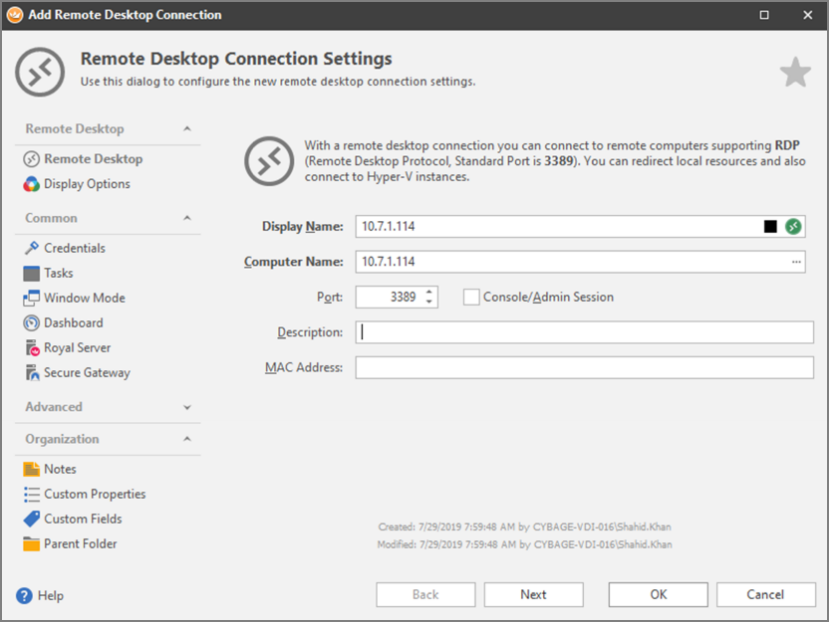 Add Remote Desktop Connection
Remote Desktop Connection Settings
Use this dialog to configure the new remote desktop connection settings.
Remote Desktop
Remote Desktop
Display Options
Common
Credentials
Tasks
Window Mode
Dashboard
Royal Server
Secure Gateway
Advanced
Organization
Notes
Custom Properties
Custom Fields
Parent Folder
With a remote desktop connection you can connect to remote computers supporting RDP
(Remote Desktop Protocol, Standard Port is 3389). You can redirect local resources and also
connect to Hyper-V instances.
Display Name: 10.7.1.114
Computer Name: 10.7.1.114 ...
Port: 3389 Console/Admin Session
Description:
MAC Address:
Created: 7/29/2019 7:59:48 AM by CYBAGE-VDI-016\Shahid.Khan
Modified: 7/29/2019 7:59:48 AM by CYBAGE-VDI-016\Shahid.Khan
Help Back Next OK Cancel